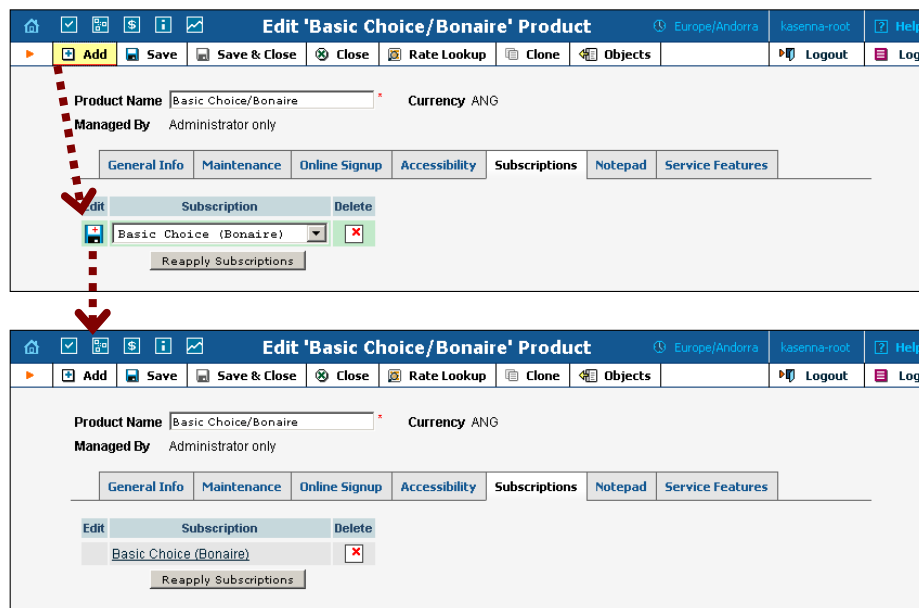 Edit 'Basic Choice/Bonaire' Product Europe/Andorra kasenna-root Help
Add Save Save & Close Close Rate Lookup Clone Objects Logout Log
Product Name Basic Choice/Bonaire * Currency ANG
Managed By Administrator only
General Info Maintenance Online Signup Accessibility Subscriptions Notepad Service Features
Edit Subscription Delete
Basic Choice (Bonaire)
Reapply Subscriptions
Edit 'Basic Choice/Bonaire' Product Europe/Andorra kasenna-root Help
Add Save Save & Close Close Rate Lookup Clone Objects Logout Log
Product Name Basic Choice/Bonaire * Currency ANG
Managed By Administrator only
General Info Maintenance Online Signup Accessibility Subscriptions Notepad Service Features
Edit Subscription Delete
Basic Choice (Bonaire)
Reapply Subscriptions